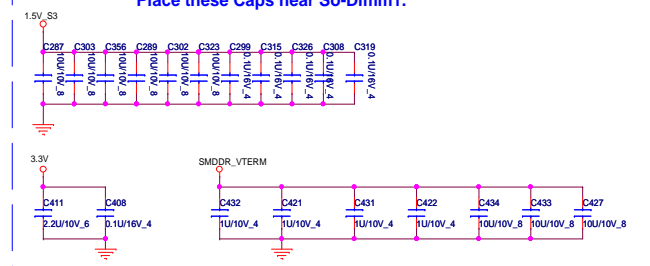 Place these Caps near So-Dimm1.
1.5V_S3
C287 C303 C356 C289 C302 C323 C299 C315 C326 C308 C319
10U/10V_8 10U/10V_8 10U/10V_8 10U/10V_8 10U/10V_8 10U/10V_8 0.1U/16V_4 0.1U/16V_4 0.1U/16V_4 0.1U/16V_4 0.1U/16V_4
3.3V SMDDR_VTERM
C411 C408 C432 C421 C431 C422 C434 C433 C427
2.2U/10V_6 0.1U/16V_4 1U/10V_4 1U/10V_4 1U/10V_4 1U/10V_4 10U/10V_8 10U/10V_8 10U/10V_8